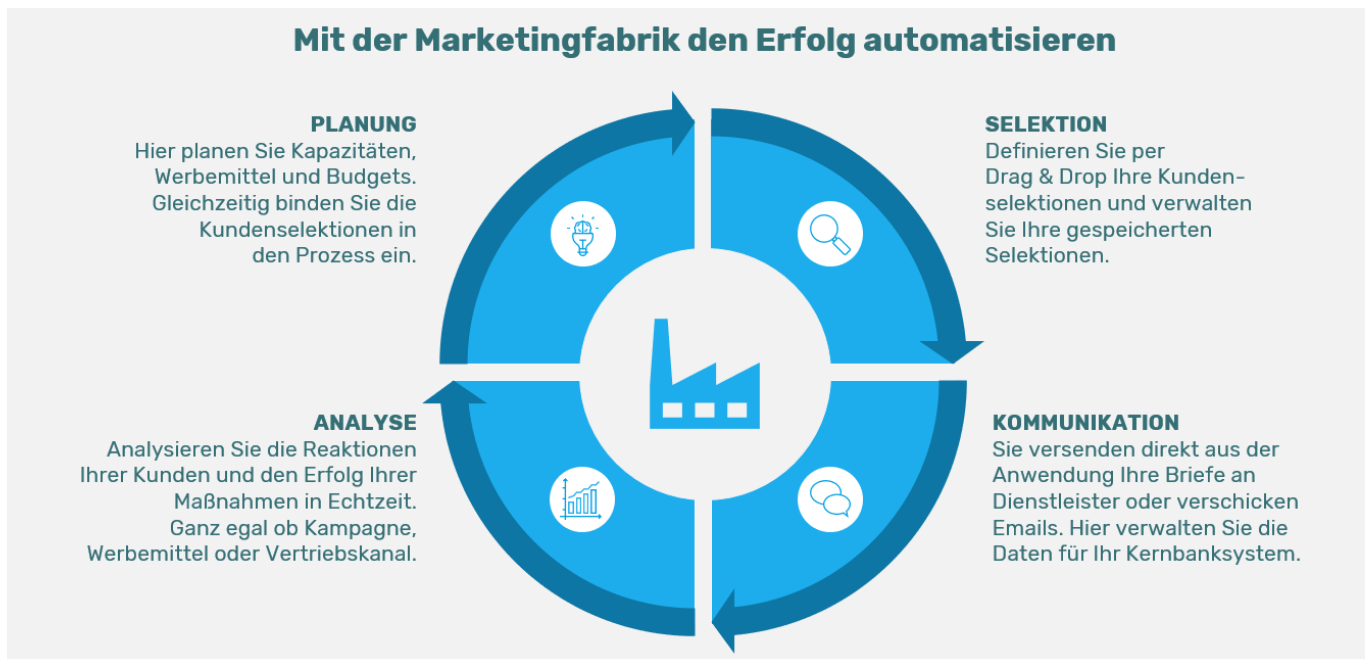 Mit der Marketingfabrik den Erfolg automatisieren
PLANUNG
Hier planen Sie Kapazitäten,
Werbemittel und Budgets.
Gleichzeitig binden Sie die
Kundenselektionen in
den Prozess ein.
SELEKTION
Definieren Sie per
Drag & Drop Ihre Kunden-
selektionen und verwalten
Sie Ihre gespeicherten
Selektionen.
ANALYSE
Analysieren Sie die Reaktionen
Ihrer Kunden und den Erfolg Ihrer
Maßnahmen in Echtzeit.
Ganz egal ob Kampagne,
Werbemittel oder Vertriebskanal.
KOMMUNIKATION
Sie versenden direkt aus der
Anwendung Ihre Briefe an
Dienstleister oder verschicken
Emails. Hier verwalten Sie die
Daten für Ihr Kernbanksystem.